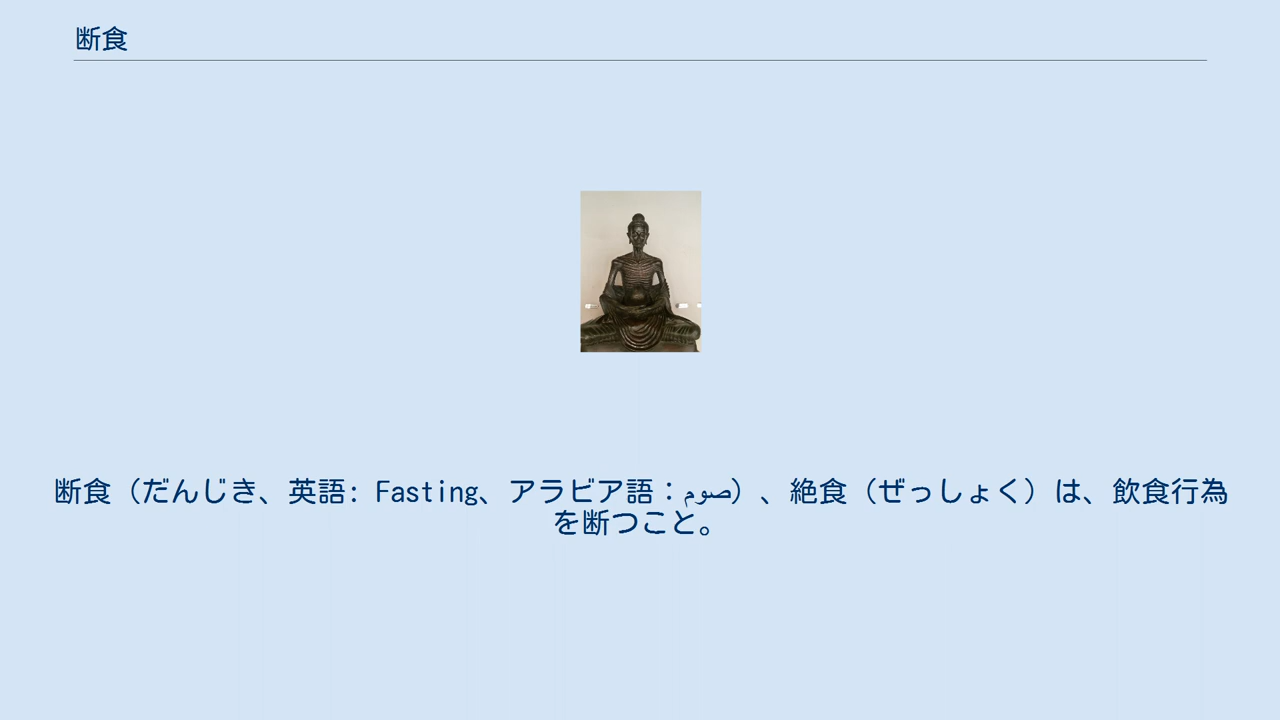 断食
断食（だんじき、英語: Fasting、アラビア語：صوم）、絶食（ぜっしょく）は、飲食行為
を断つこと。